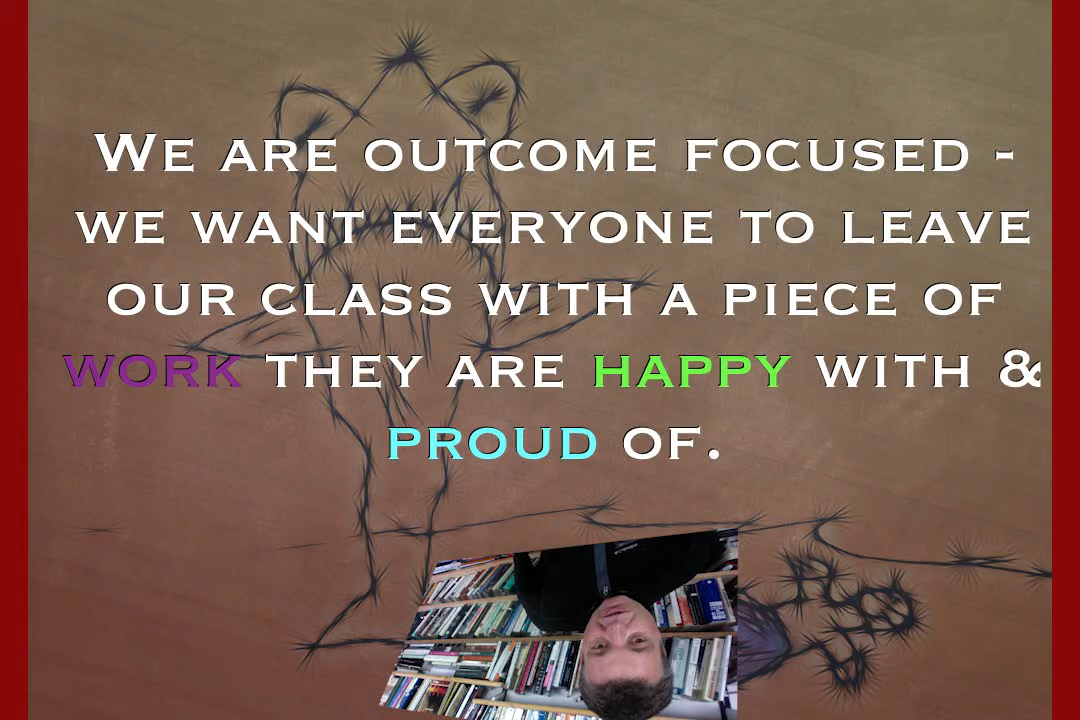 We are outcome focused -
we want everyone to leave
our class with a piece of
work they are happy with &
proud of.